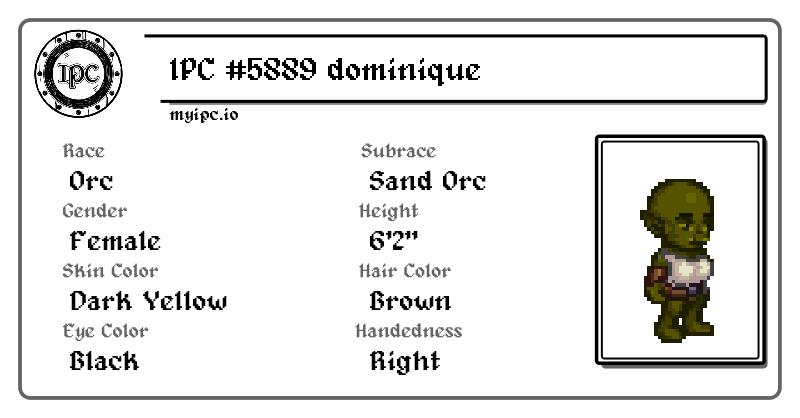 IPC
IPC #5889 dominique
myipc.io
Race
Subrace
Orc
Sand Orc
Gender
Height
Female
6'2"
Skin Color
Hair Color
Dark Yellow
Brown
Eye Color
Handedness
Black
Right